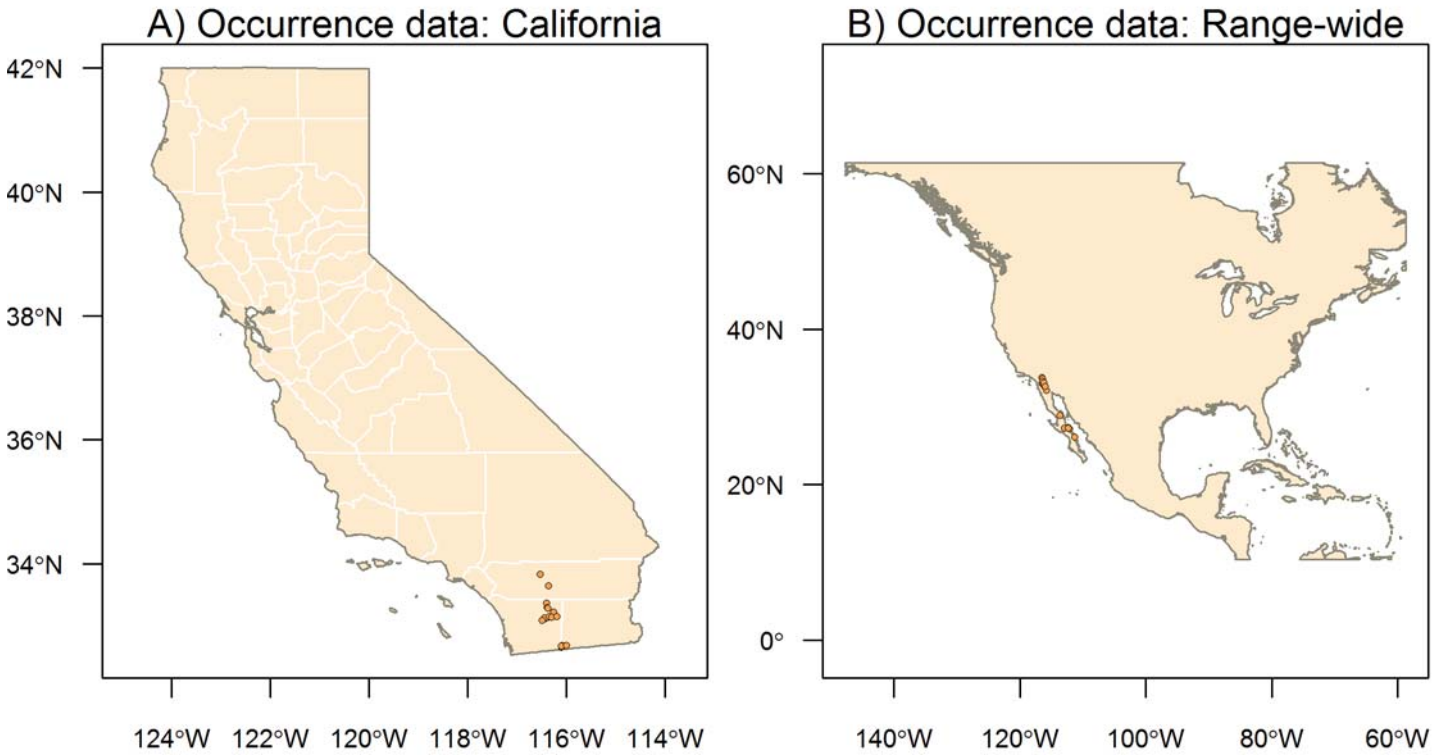 A) Occurrence data: California
42°N
40°N
38°N
36°N
34°N
124°W 122°W 120°W 118°W 116°W 114°W
B) Occurrence data: Range-wide
60°N
40°N
20°N
0°
140°W 120°W 100°W 80°W 60°W